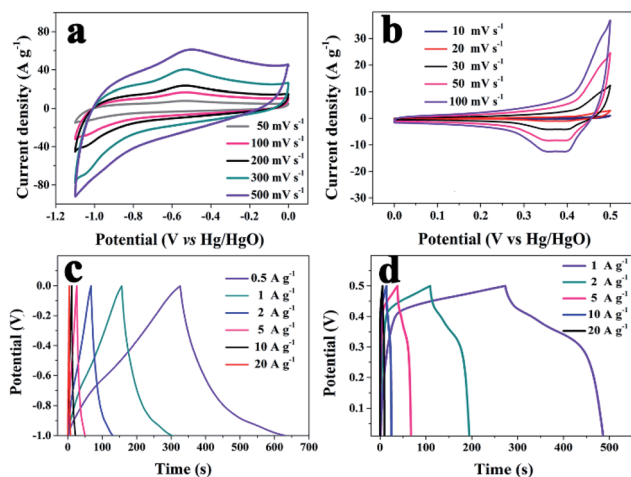 a
Current density (A g⁻¹)
80
40
0
-40
-80
-1.2 -1.0 -0.8 -0.6 -0.4 -0.2 0.0
Potential (V vs Hg/HgO)
50 mV s⁻¹
100 mV s⁻¹
200 mV s⁻¹
300 mV s⁻¹
500 mV s⁻¹
b
Current density (A g⁻¹)
30
20
10
0
-10
-20
-30
0.0 0.1 0.2 0.3 0.4 0.5
Potential (V vs Hg/HgO)
10 mV s⁻¹
20 mV s⁻¹
30 mV s⁻¹
50 mV s⁻¹
100 mV s⁻¹
c
Potential (V)
0.0
-0.2
-0.4
-0.6
-0.8
-1.0
0 100 200 300 400 500 600 700
Time (s)
0.5 A g⁻¹
1 A g⁻¹
2 A g⁻¹
5 A g⁻¹
10 A g⁻¹
20 A g⁻¹
d
Potential (V)
0.5
0.4
0.3
0.2
0.1
0 100 200 300 400 500
Time (s)
1 A g⁻¹
2 A g⁻¹
5 A g⁻¹
10 A g⁻¹
20 A g⁻¹